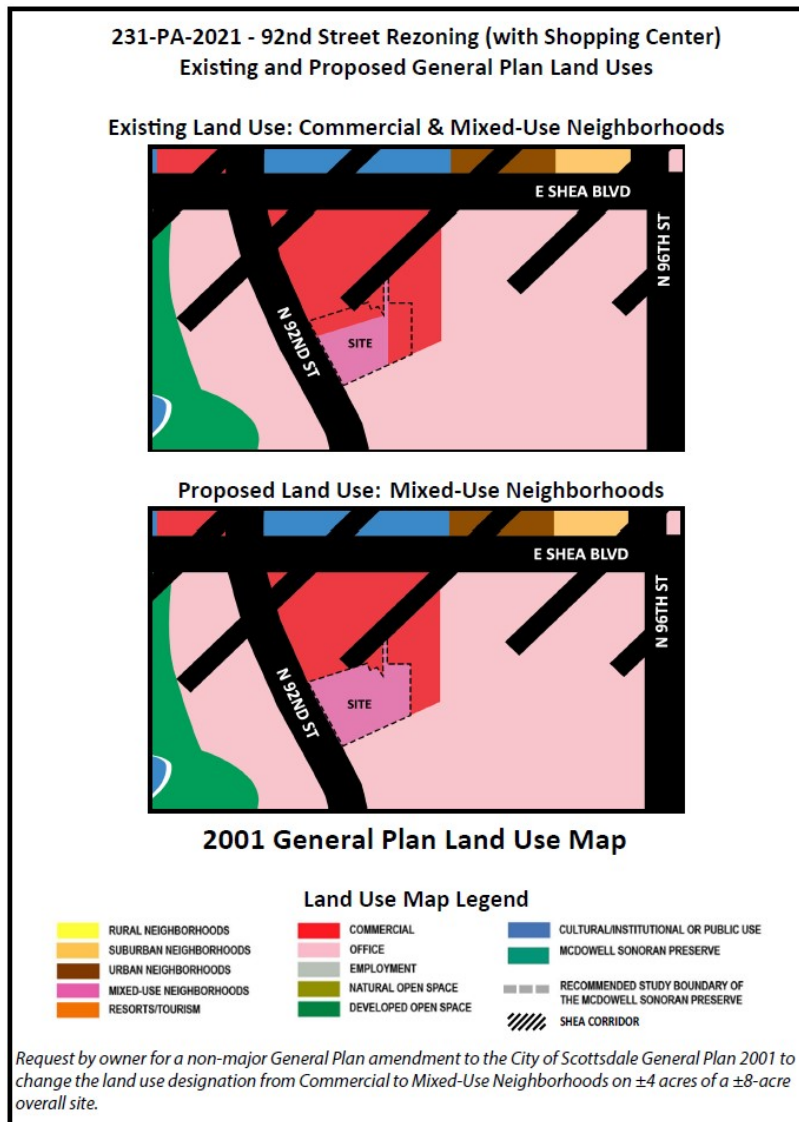 231-PA-2021 - 92nd Street Rezoning (with Shopping Center)
Existing and Proposed General Plan Land Uses
Existing Land Use: Commercial & Mixed-Use Neighborhoods
E SHEA BLVD
N 96TH ST
N 92ND ST
SITE
Proposed Land Use: Mixed-Use Neighborhoods
E SHEA BLVD
N 96TH ST
N 92ND ST
SITE
2001 General Plan Land Use Map
Land Use Map Legend
RURAL NEIGHBORHOODS
SUBURBAN NEIGHBORHOODS
URBAN NEIGHBORHOODS
MIXED-USE NEIGHBORHOODS
RESORTS/TOURISM
COMMERCIAL
OFFICE
EMPLOYMENT
NATURAL OPEN SPACE
DEVELOPED OPEN SPACE
CULTURAL/INSTITUTIONAL OR PUBLIC USE
MCDOWELL SONORAN PRESERVE
RECOMMENDED STUDY BOUNDARY OF
THE MCDOWELL SONORAN PRESERVE
SHEA CORRIDOR
Request by owner for a non-major General Plan amendment to the City of Scottsdale General Plan 2001 to
change the land use designation from Commercial to Mixed-Use Neighborhoods on ±4 acres of a ±8-acre
overall site.